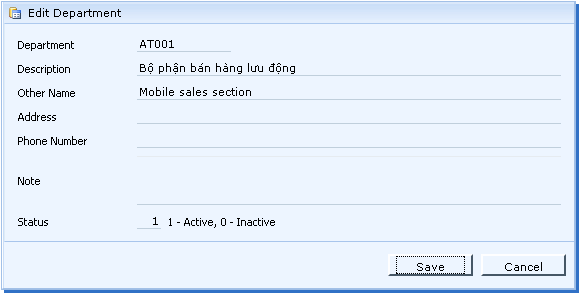 Edit Department
Department AT001
Description Bộ phận bán hàng lưu động
Other Name Mobile sales section
Address
Phone Number
Note
Status 1 1 - Active, 0 - Inactive
Save Cancel